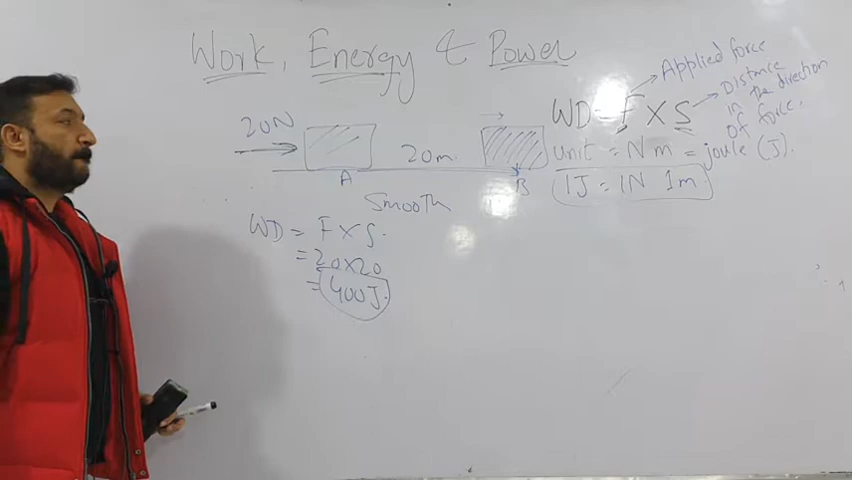 Work, Energy & Power
WD = F X S
Applied force
Distance
in the direction
of force.
unit = N m = joule (J).
1J = 1N 1m
20N
20m
A
B
Smooth
WD = F X S.
= 20X20
= 400J.